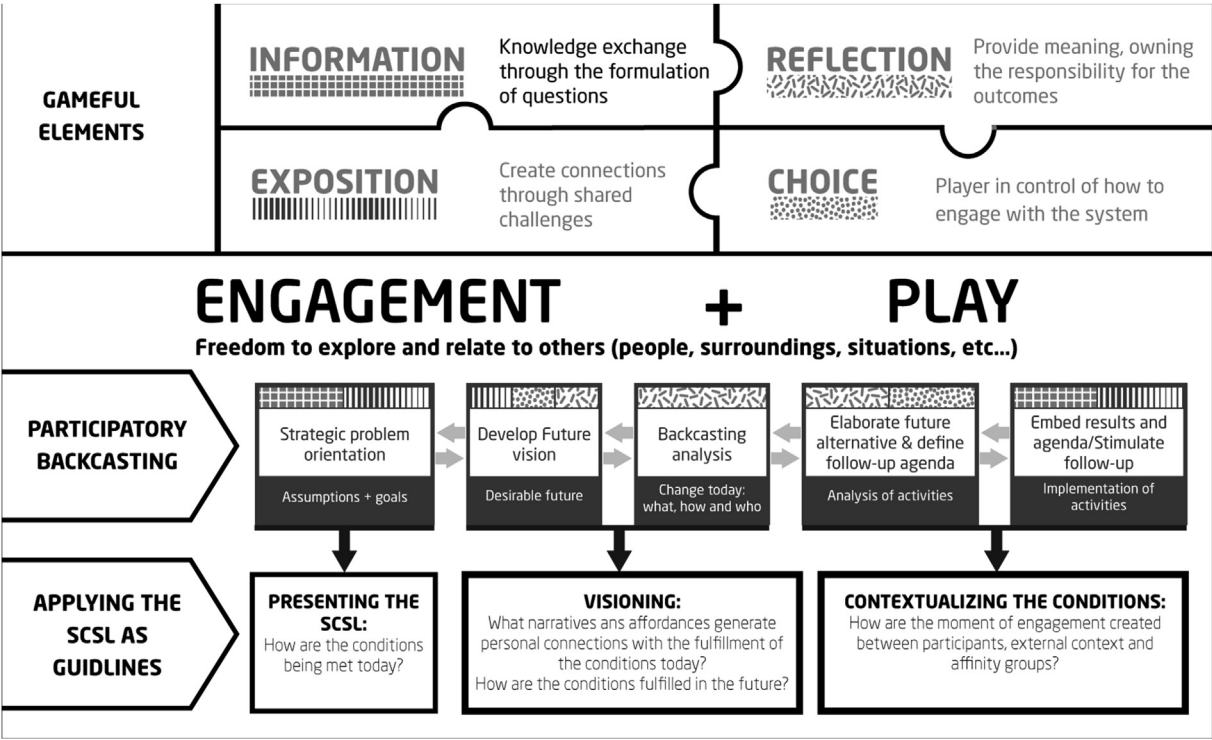 GAMEFUL
ELEMENTS
INFORMATION
Knowledge exchange
through the formulation
of questions
REFLECTION
Provide meaning, owning
the responsibility for the
outcomes
EXPOSITION
Create connections
through shared
challenges
CHOICE
Player in control of how to
engage with the system
ENGAGEMENT + PLAY
Freedom to explore and relate to others (people, surroundings, situations, etc...)
PARTICIPATORY
BACKCASTING
Strategic problem
orientation
Assumptions + goals
Develop Future
vision
Desirable future
Backcasting
analysis
Change today:
what, how and who
Elaborate future
alternative & define
follow-up agenda
Analysis of activities
Embed results and
agenda/Stimulate
follow-up
Implementation of
activities
APPLYING THE
SCSL AS
GUIDLINES
PRESENTING THE
SCSL:
How are the conditions
being met today?
VISIONING:
What narratives ans affordances generate
personal connections with the fulfillment of
the conditions today?
How are the conditions fulfilled in the future?
CONTEXTUALIZING THE CONDITIONS:
How are the moment of engagement created
between participants, external context and
affinity groups?